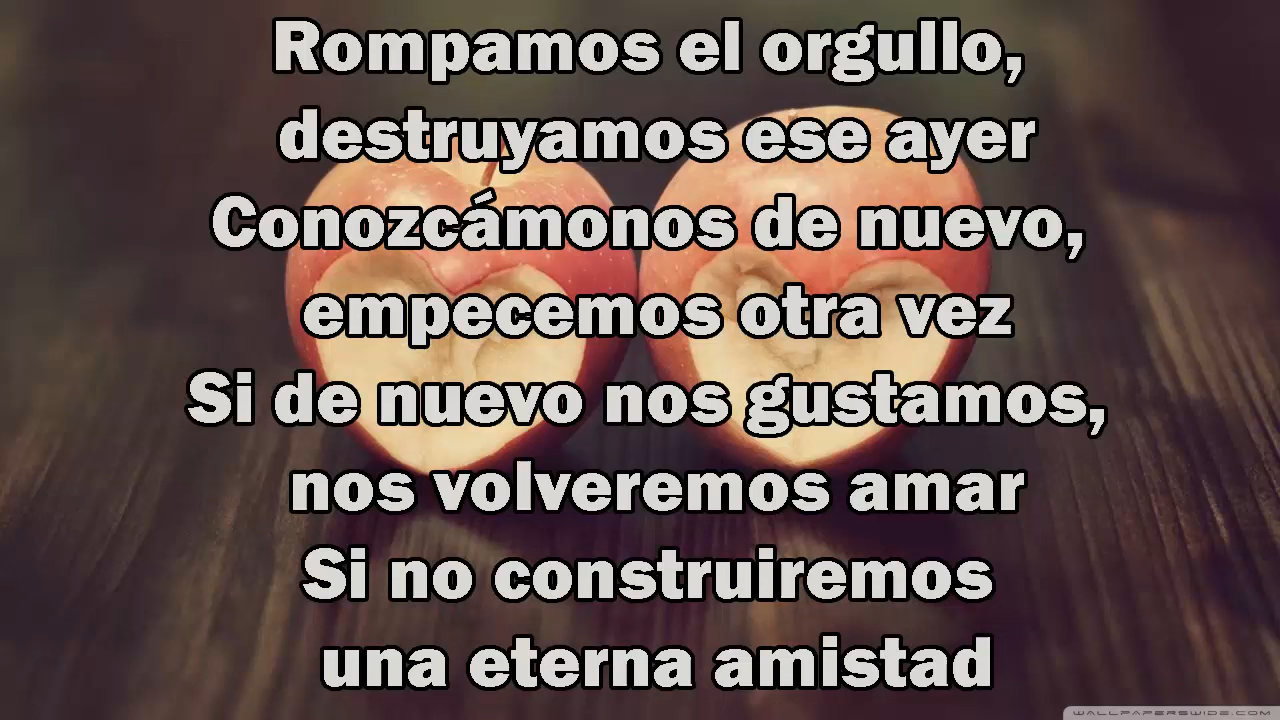 Rompamos el orgullo,
destruyamos ese ayer
Conozcámonos de nuevo,
empecemos otra vez
Si de nuevo nos gustamos,
nos volveremos amar
Si no construiremos
una eterna amistad
WALLPAPERSWIDE.COM